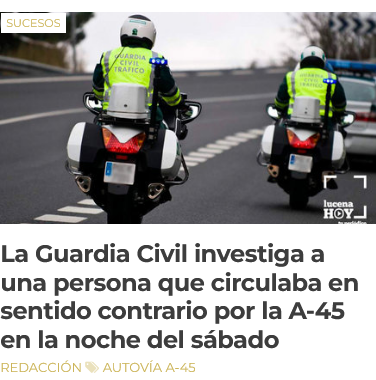 SUCESOS
GUARDIA
CIVIL
TRÁFICO
GUARDIA
CIVIL
TRÁFICO
lucena
HOY
La Guardia Civil investiga a
una persona que circulaba en
sentido contrario por la A-45
en la noche del sábado
REDACCIÓN AUTOVÍA A-45